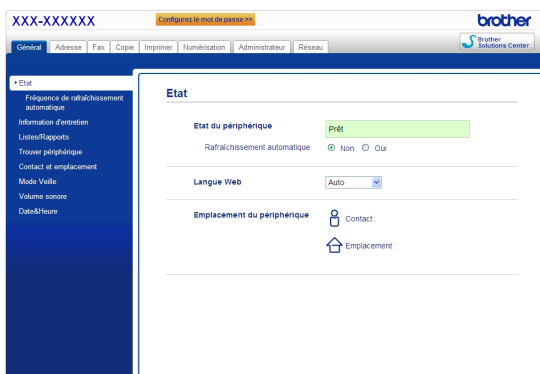 XXX-XXXXXX
Configurez le mot de passe >>
brother
Général Adresse Fax Copie Imprimer Numérisation Administrateur Réseau
Brother
Solutions Center
Etat
Fréquence de rafraîchissement
automatique
Information d'entretien
Listes/Rapports
Trouver périphérique
Contact et emplacement
Mode Veille
Volume sonore
Date&Heure
Etat
Etat du périphérique Prêt
Rafraîchissement automatique Non Oui
Langue Web Auto
Emplacement du périphérique Contact :
Emplacement :